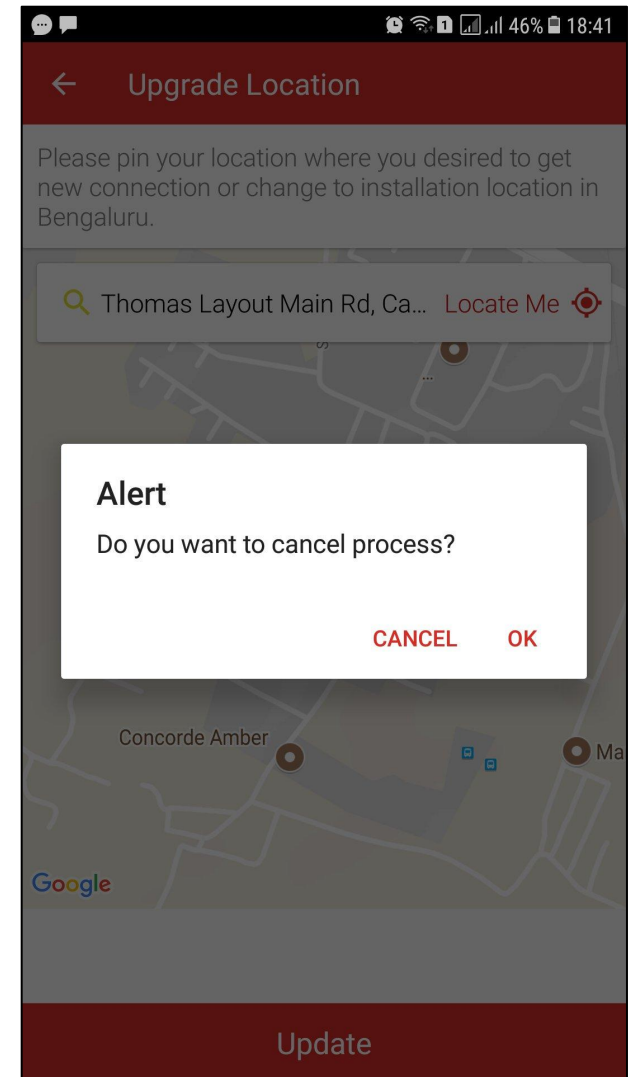 1 46% 18:41
Upgrade Location
Please pin your location where you desired to get
new connection or change to installation location in
Bengaluru.
Thomas Layout Main Rd, Ca... Locate Me
...
Alert
Do you want to cancel process?
CANCEL OK
Concorde Amber
Ma
Google
Update